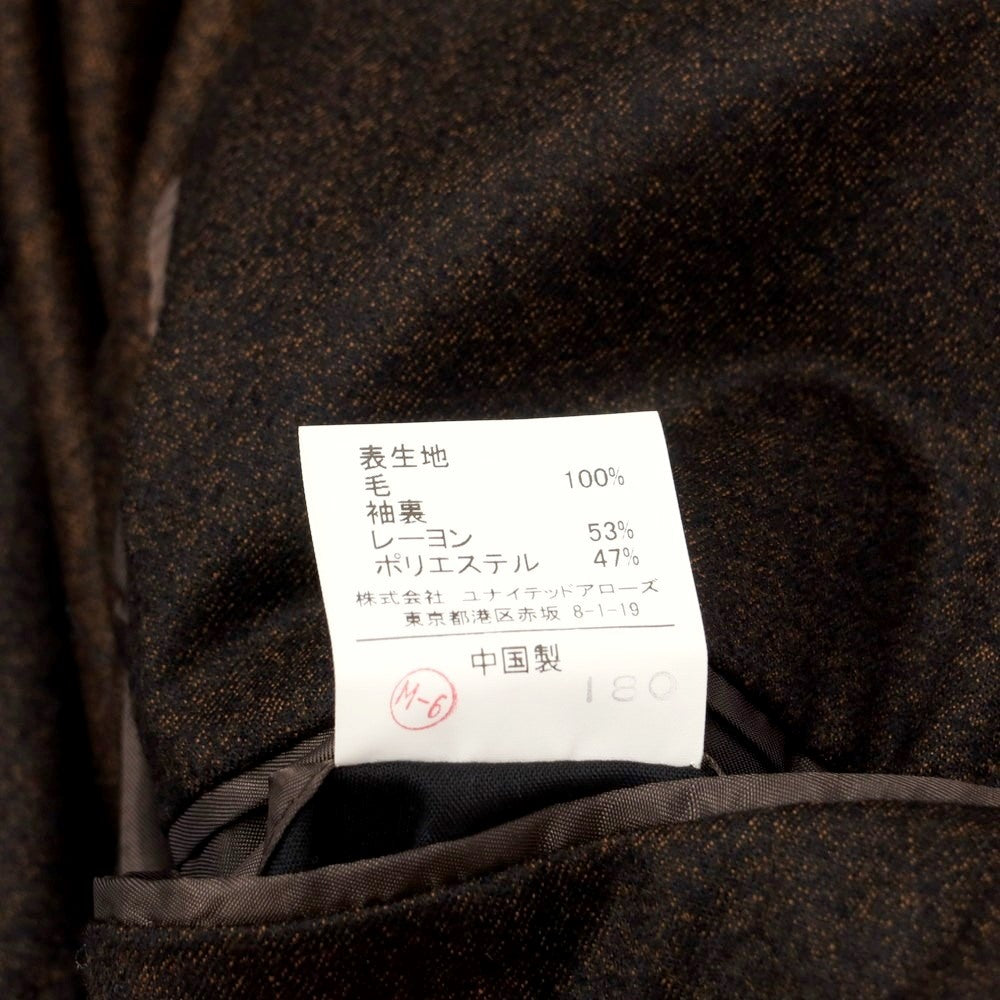 表生地
毛 100%
袖裏
レーヨン 53%
ポリエステル 47%
株式会社 ユナイテッドアローズ
東京都港区赤坂 8-1-19
中国製
M-6 180